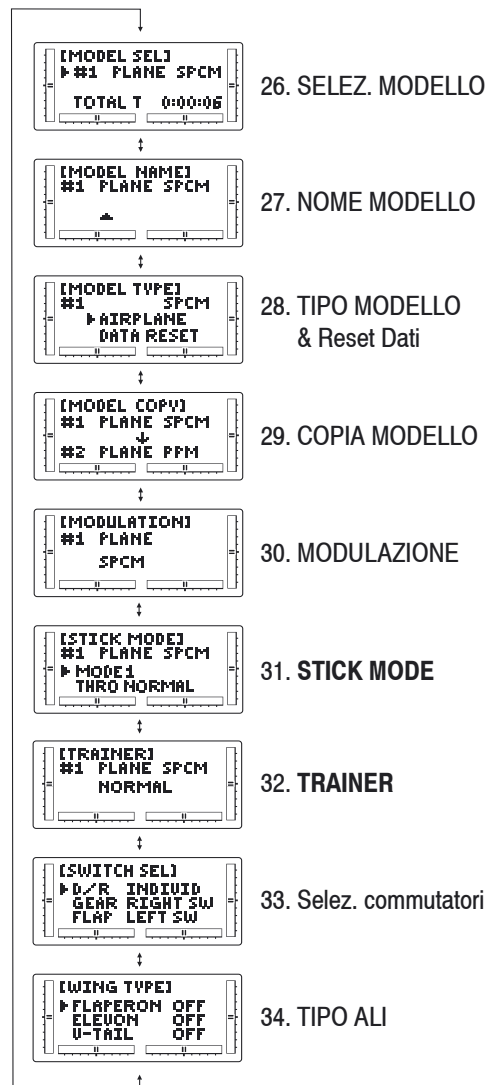 [MODEL SEL]
#1 PLANE SPCM
TOTAL T 0:00:06
26. SELEZ. MODELLO
[MODEL NAME]
#1 PLANE SPCM
27. NOME MODELLO
[MODEL TYPE]
#1 SPCM
AIRPLANE
DATA RESET
28. TIPO MODELLO
& Reset Dati
[MODEL COPY]
#1 PLANE SPCM
#2 PLANE PPM
29. COPIA MODELLO
[MODULATION]
#1 PLANE
SPCM
30. MODULAZIONE
[STICK MODE]
#1 PLANE SPCM
MODE1
THRO NORMAL
31. STICK MODE
[TRAINER]
#1 PLANE SPCM
NORMAL
32. TRAINER
[SWITCH SEL]
D/R INDIVID
GEAR RIGHT SW
FLAP LEFT SW
33. Selez. commutatori
[WING TYPE]
FLAPERON OFF
ELEVON OFF
V-TAIL OFF
34. TIPO ALI